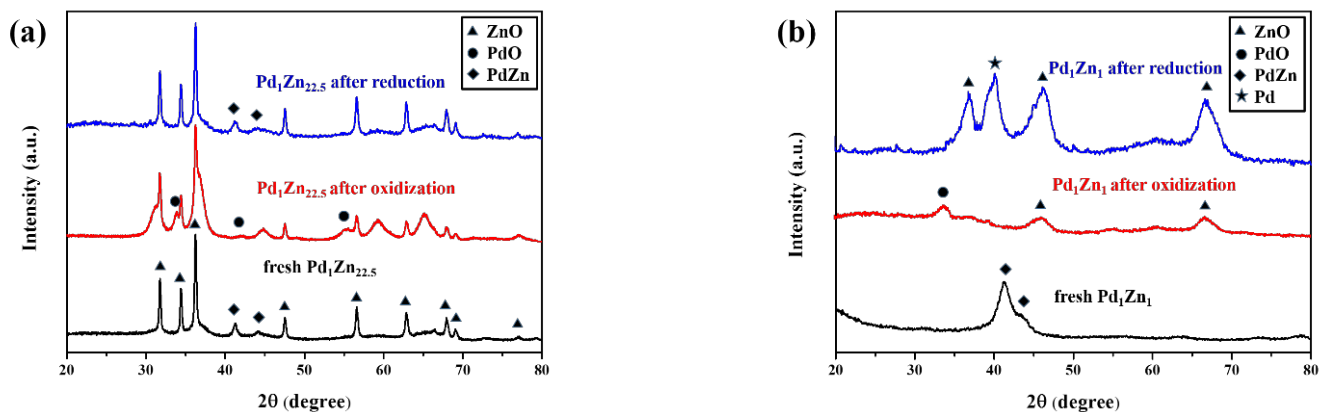 (a)
ZnO
PdO
PdZn
Pd₁Zn₂₂.₅ after reduction
Pd₁Zn₂₂.₅ after oxidization
fresh Pd₁Zn₂₂.₅
Intensity (a.u.)
20 30 40 50 60 70 80
2θ (degree)
(b)
ZnO
PdO
PdZn
Pd
Pd₁Zn₁ after reduction
Pd₁Zn₁ after oxidization
fresh Pd₁Zn₁
Intensity (a.u.)
20 30 40 50 60 70 80
2θ (degree)